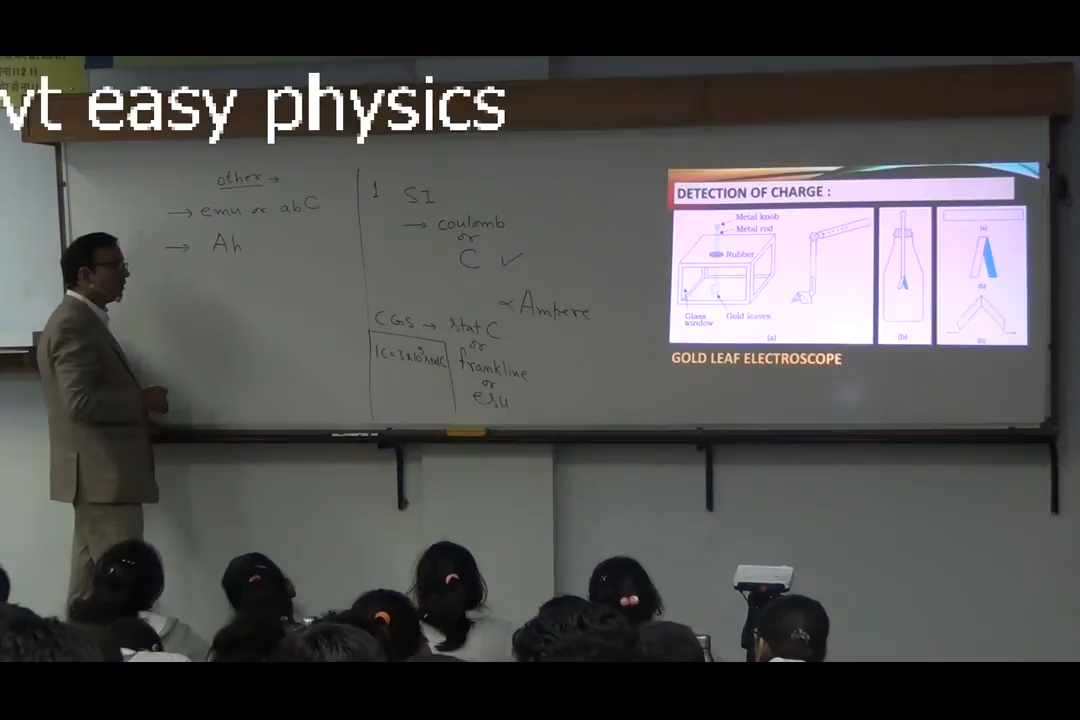 vt easy physics
other →
→ emu or abC
→ Ah
1 SI
→ coulomb
or
C ✓
∝ Ampere
CGS → stat C
or
1C=3×10⁹statC
frankline
or
esu
DETECTION OF CHARGE :
Metal knob
Metal rod
Rubber
Glass
window
Gold leaves
(a)
(b)
(a)
(b)
(c)
GOLD LEAF ELECTROSCOPE